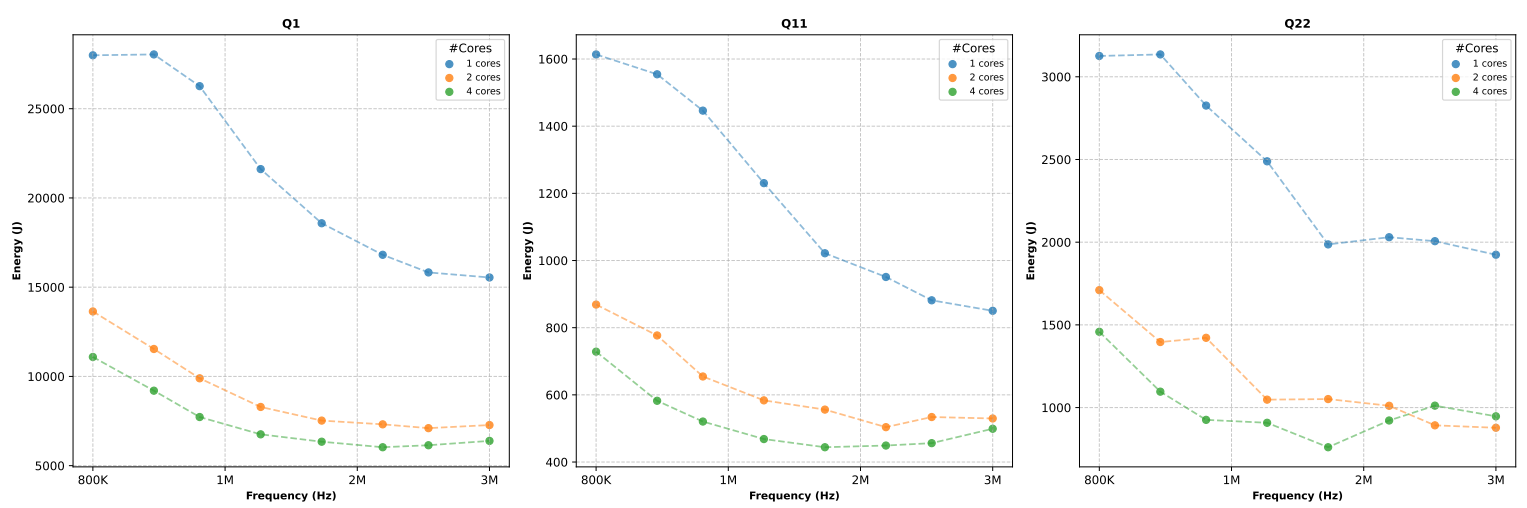 Q1
#Cores
1 cores
2 cores
4 cores
25000
20000
15000
10000
5000
Energy (J)
800K
1M
2M
3M
Frequency (Hz)
Q11
#Cores
1 cores
2 cores
4 cores
1600
1400
1200
1000
800
600
400
Energy (J)
800K
1M
2M
3M
Frequency (Hz)
Q22
#Cores
1 cores
2 cores
4 cores
3000
2500
2000
1500
1000
Energy (J)
800K
1M
2M
3M
Frequency (Hz)